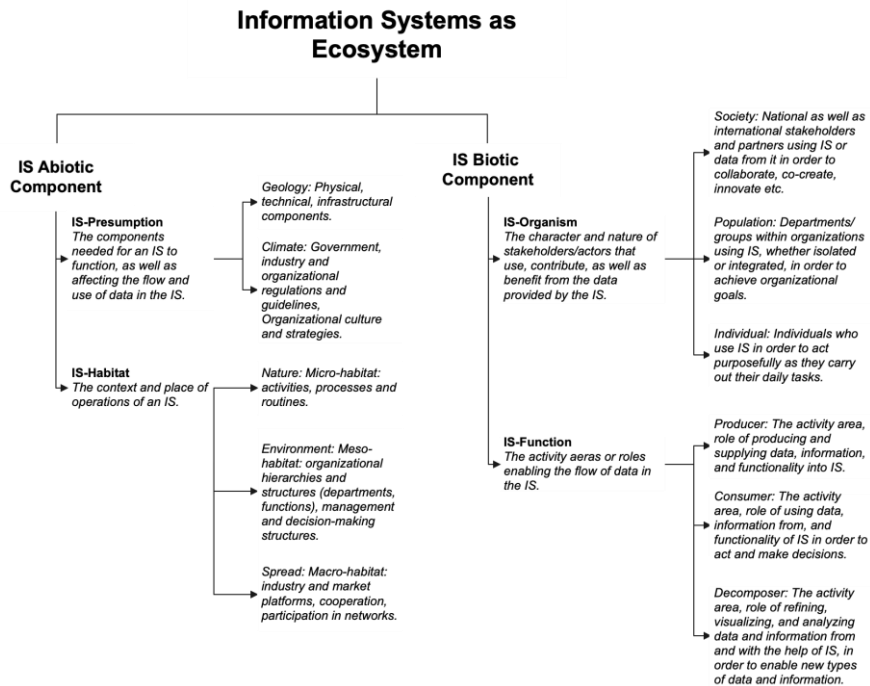 Information Systems as
Ecosystem
IS Abiotic
Component
IS-Presumption
The components
needed for an IS to
function, as well as
affecting the flow and
use of data in the IS.
Geology: Physical,
technical, infrastructural
components.
Climate: Government,
industry and
organizational
regulations and
guidelines,
Organizational culture
and strategies.
IS-Habitat
The context and place of
operations of an IS.
Nature: Micro-habitat:
activities, processes and
routines.
Environment: Meso-
habitat: organizational
hierarchies and
structures (departments,
functions), management
and decision-making
structures.
Spread: Macro-habitat:
industry and market
platforms, cooperation,
participation in networks.
IS Biotic
Component
IS-Organism
The character and nature of
stakeholders/actors that
use, contribute, as well as
benefit from the data
provided by the IS.
Society: National as well as
international stakeholders
and partners using IS or
data from it in order to
collaborate, co-create,
innovate etc.
Population: Departments/
groups within organizations
using IS, whether isolated
or integrated, in order to
achieve organizational
goals.
Individual: Individuals who
use IS in order to act
purposefully as they carry
out their daily tasks.
IS-Function
The activity aeras or roles
enabling the flow of data in
the IS.
Producer: The activity area,
role of producing and
supplying data, information,
and functionality into IS.
Consumer: The activity
area, role of using data,
information from, and
functionality of IS in order to
act and make decisions.
Decomposer: The activity
area, role of refining,
visualizing, and analyzing
data and information from
and with the help of IS, in
order to enable new types
of data and information.